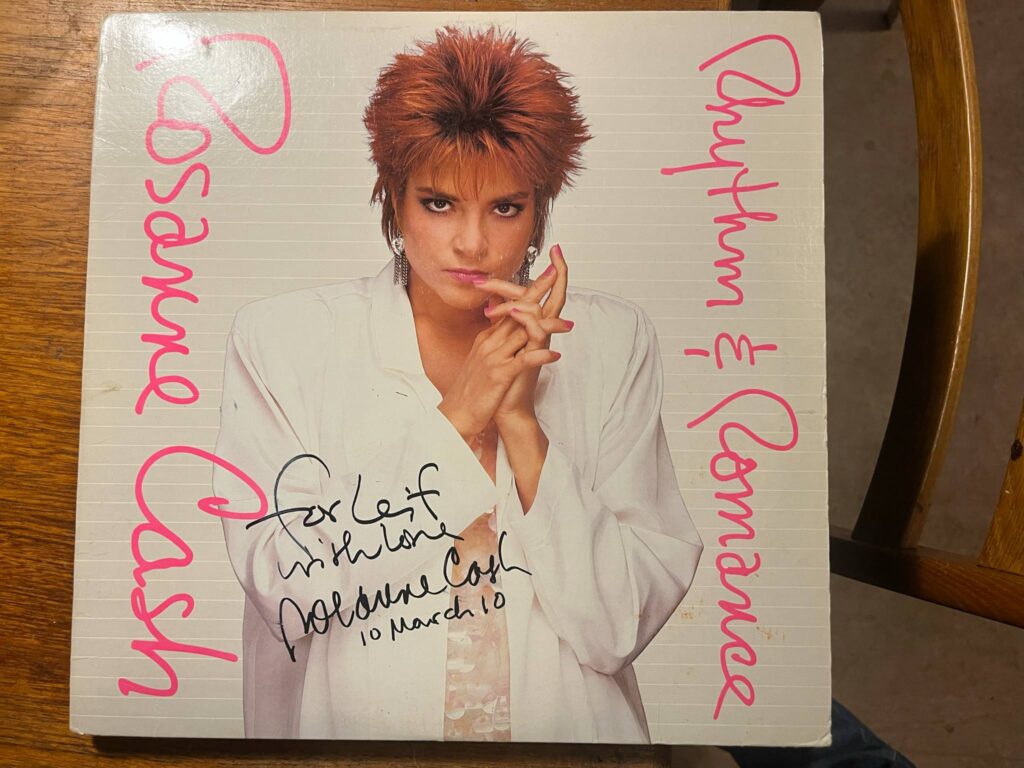 Rosanne Cash
Rhythm & Romance
for Leif
with love
Rosanne Cash
10 March 10